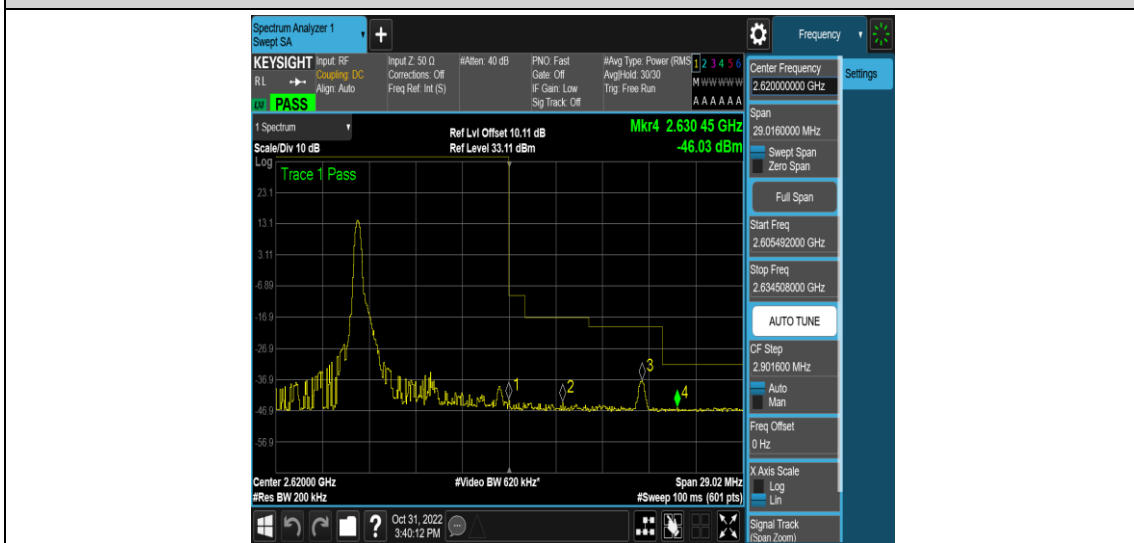 Spectrum Analyzer 1
Swept SA
+
Frequency
KEYSIGHT
RL
LXI PASS
Input: RF
Coupling: DC
Align: Auto
Input Z: 50 Ω
Corrections: Off
Freq Ref: Int (S)
#Atten: 40 dB
PNO: Fast
Gate: Off
IF Gain: Low
Sig Track: Off
#Avg Type: Power (RMS
Avg|Hold: 30/30
Trig: Free Run
1 2 3 4 5 6
M W W W W W
A A A A A A
Center Frequency
2.620000000 GHz
Settings
Span
29.0160000 MHz
Swept Span
Zero Span
Full Span
Start Freq
2.605492000 GHz
Stop Freq
2.634508000 GHz
AUTO TUNE
CF Step
2.901600 MHz
Auto
Man
Freq Offset
0 Hz
X Axis Scale
Log
Lin
Signal Track
(Span Zoom)
1 Spectrum
Scale/Div 10 dB
Ref Lvl Offset 10.11 dB
Ref Level 33.11 dBm
Mkr4 2.630 45 GHz
-46.03 dBm
Log
Trace 1 Pass
23.1
13.1
3.11
-6.89
-16.9
-26.9
-36.9
-46.9
-56.9
1
2
3
4
Center 2.62000 GHz
#Video BW 620 kHz*
Span 29.02 MHz
#Res BW 200 kHz
#Sweep 100 ms (601 pts)
?
Oct 31, 2022
3:40:12 PM